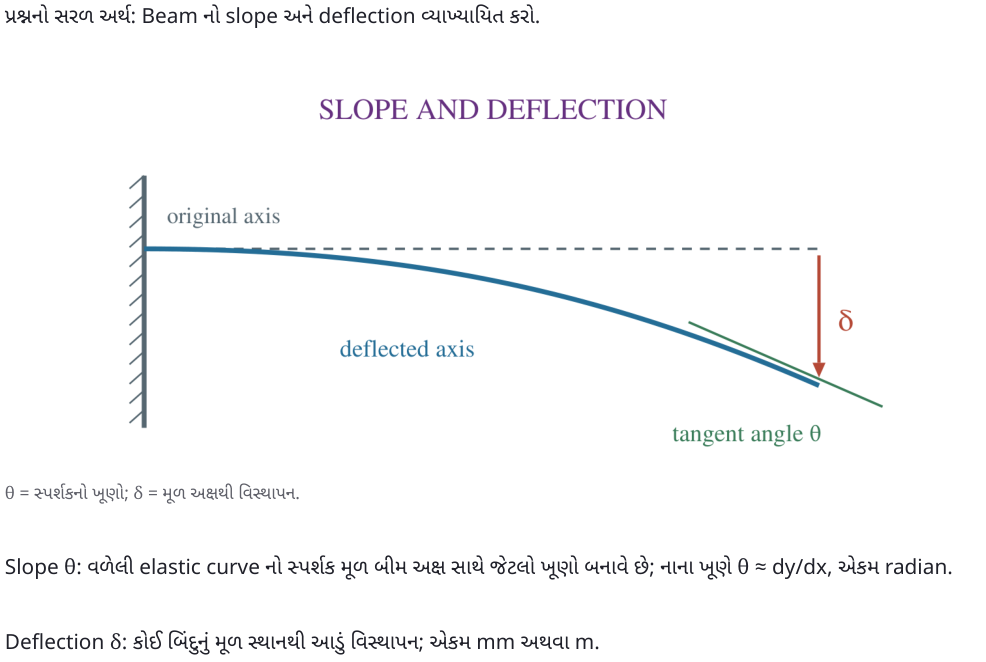 પ્રશ્નનો સરળ અર્થ: Beam નો slope અને deflection વ્યાખ્યાયિત કરો.
SLOPE AND DEFLECTION
original axis
δ
deflected axis
tangent angle θ
θ = સ્પર્શકનો ખૂણો; δ = મૂળ અક્ષથી વિસ્થાપન.
Slope θ: વળેલી elastic curve નો સ્પર્શક મૂળ બીમ અક્ષ સાથે જેટલો ખૂણો બનાવે છે; નાના ખૂણે θ ≈ dy/dx, એકમ radian.
Deflection δ: કોઈ બિંદુનું મૂળ સ્થાનથી આડું વિસ્થાપન; એકમ mm અથવા m.